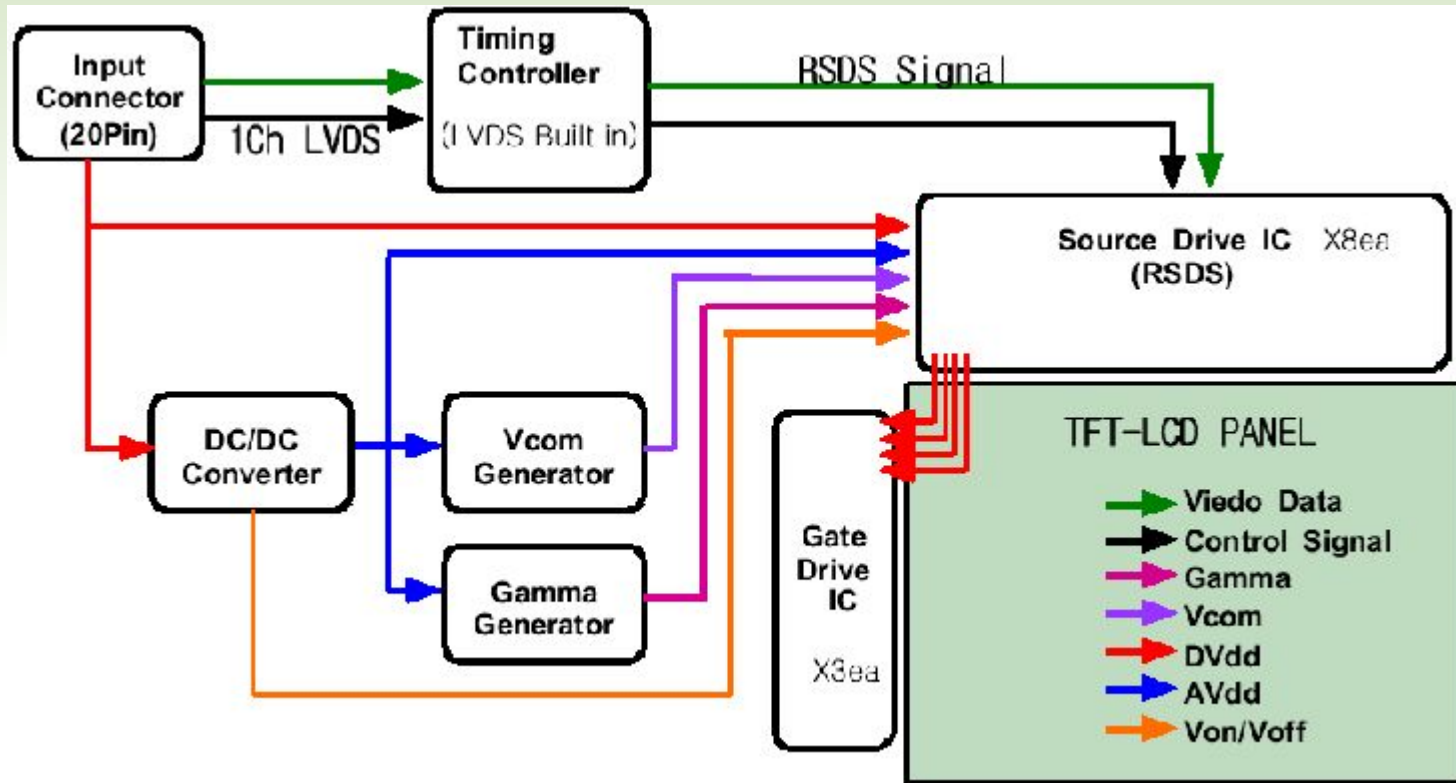 Input
Connector
(20Pin)
1Ch LVDS
Timing
Controller
(LVDS Built in)
RSDS Signal
Source Drive IC X8ea
(RSDS)
DC/DC
Converter
Vcom
Generator
Gamma
Generator
Gate
Drive
IC
X3ea
TFT-LCD PANEL
Viedo Data
Control Signal
Gamma
Vcom
DVdd
AVdd
Von/Voff